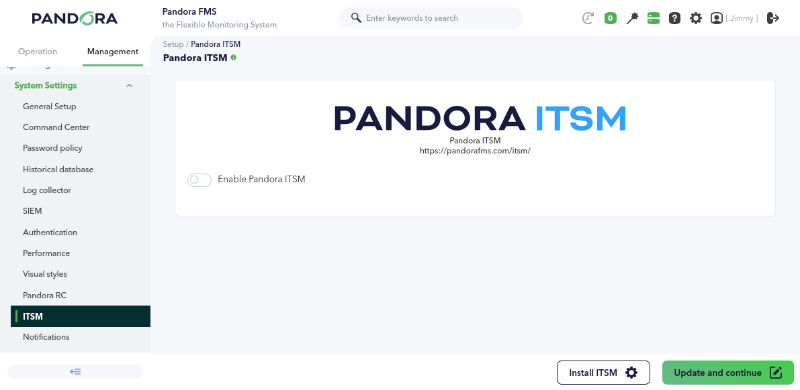 PANDORA
Pandora FMS
the Flexible Monitoring System
Enter keywords to search
0
[ Jimmy ]
Operation
Management
Setup / Pandora ITSM
Pandora ITSM
System Settings
General Setup
Command Center
Password policy
Historical database
Log collector
SIEM
Authentication
Performance
Visual styles
Pandora RC
ITSM
Notifications
PANDORA ITSM
Pandora ITSM
https://pandorafms.com/itsm/
Enable Pandora ITSM
Install ITSM
Update and continue